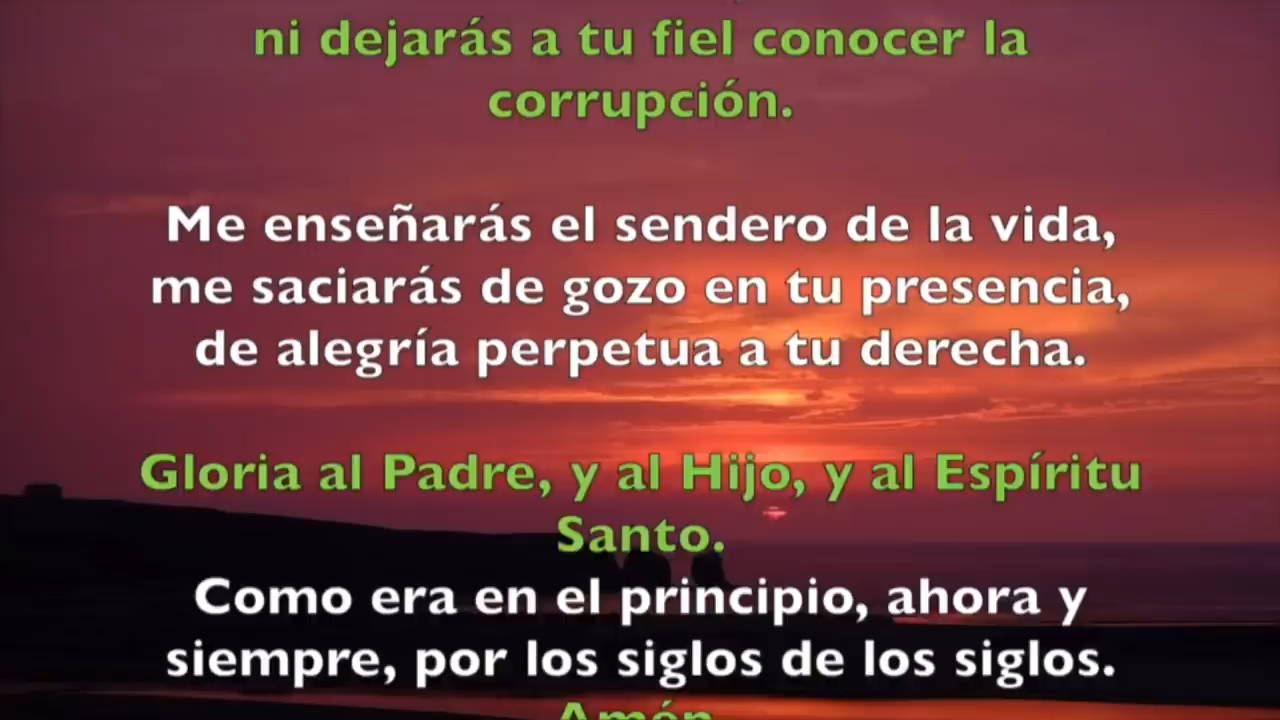 ni dejarás a tu fiel conocer la
corrupción.
Me enseñarás el sendero de la vida,
me saciarás de gozo en tu presencia,
de alegría perpetua a tu derecha.
Gloria al Padre, y al Hijo, y al Espíritu
Santo.
Como era en el principio, ahora y
siempre, por los siglos de los siglos.
Amén.